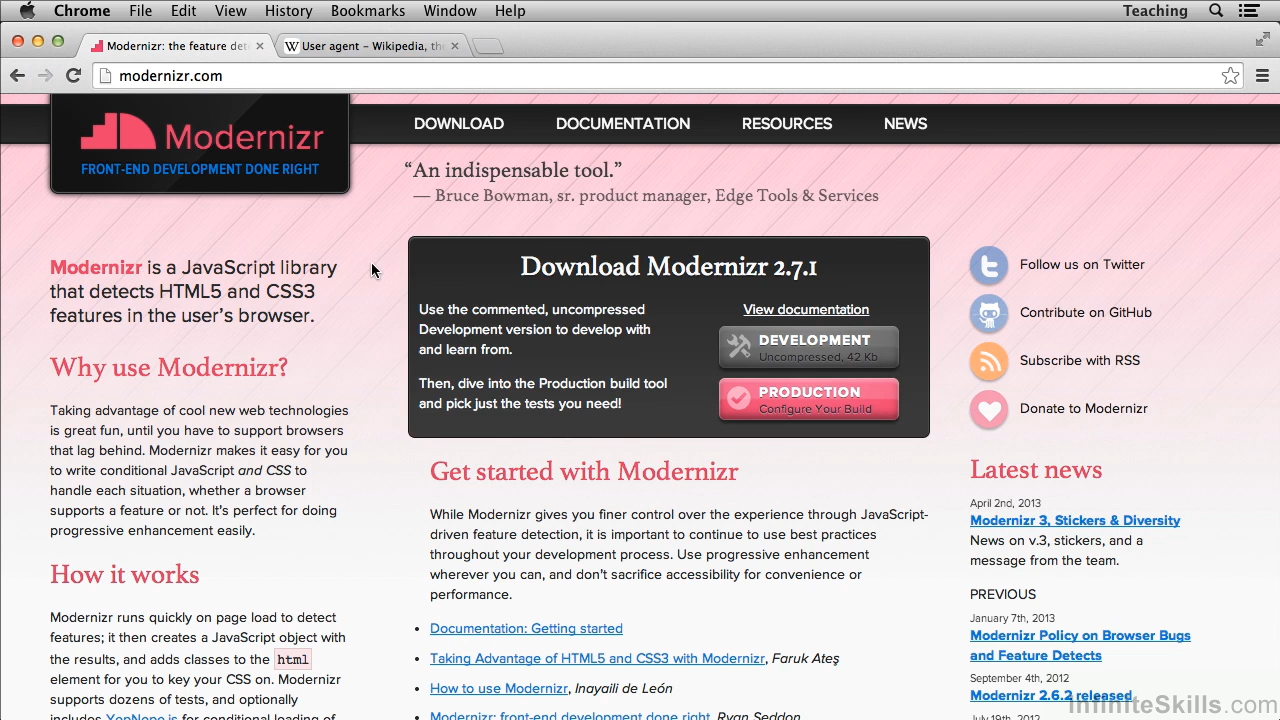 Chrome File Edit View History Bookmarks Window Help Teaching
Modernizr: the feature det
User agent – Wikipedia, the
modernizr.com
Modernizr
FRONT-END DEVELOPMENT DONE RIGHT
DOWNLOAD DOCUMENTATION RESOURCES NEWS
“An indispensable tool.”
— Bruce Bowman, sr. product manager, Edge Tools & Services
Modernizr is a JavaScript library
that detects HTML5 and CSS3
features in the user’s browser.
Why use Modernizr?
Taking advantage of cool new web technologies
is great fun, until you have to support browsers
that lag behind. Modernizr makes it easy for you
to write conditional JavaScript and CSS to
handle each situation, whether a browser
supports a feature or not. It’s perfect for doing
progressive enhancement easily.
How it works
Modernizr runs quickly on page load to detect
features; it then creates a JavaScript object with
the results, and adds classes to the html
element for you to key your CSS on. Modernizr
supports dozens of tests, and optionally
includes YepNope.js for conditional loading of
Download Modernizr 2.7.1
Use the commented, uncompressed
Development version to develop with
and learn from.
Then, dive into the Production build tool
and pick just the tests you need!
View documentation
DEVELOPMENT
Uncompressed, 42 Kb
PRODUCTION
Configure Your Build
Get started with Modernizr
While Modernizr gives you finer control over the experience through JavaScript-
driven feature detection, it is important to continue to use best practices
throughout your development process. Use progressive enhancement
wherever you can, and don’t sacrifice accessibility for convenience or
performance.
• Documentation: Getting started
• Taking Advantage of HTML5 and CSS3 with Modernizr, Faruk Ateş
• How to use Modernizr, Inayaili de León
• Modernizr: front-end development done right, Ryan Seddon
Follow us on Twitter
Contribute on GitHub
Subscribe with RSS
Donate to Modernizr
Latest news
April 2nd, 2013
Modernizr 3, Stickers & Diversity
News on v.3, stickers, and a
message from the team.
PREVIOUS
January 7th, 2013
Modernizr Policy on Browser Bugs
and Feature Detects
September 4th, 2012
Modernizr 2.6.2 released
July 19th, 2012
InfiniteSkills.com